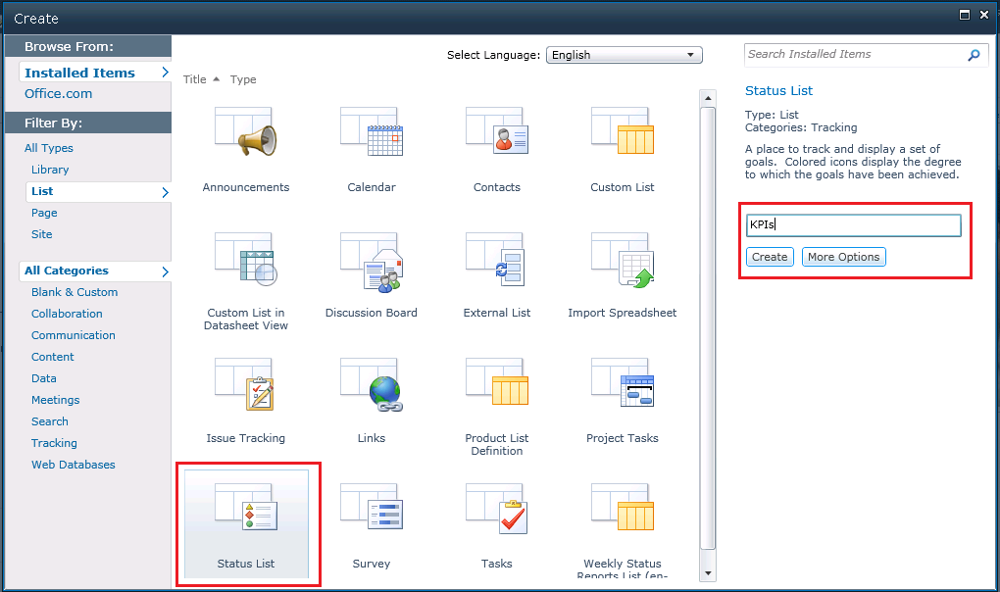 Create
Browse From:
Installed Items
Office.com
Filter By:
All Types
Library
List
Page
Site
All Categories
Blank & Custom
Collaboration
Communication
Content
Data
Meetings
Search
Tracking
Web Databases
Select Language: English
Title Type
Announcements
Calendar
Contacts
Custom List
Custom List in
Datasheet View
Discussion Board
External List
Import Spreadsheet
Issue Tracking
Links
Product List
Definition
Project Tasks
Status List
Survey
Tasks
Weekly Status
Reports List (en-
Search Installed Items
Status List
Type: List
Categories: Tracking
A place to track and display a set of
goals. Colored icons display the degree
to which the goals have been achieved.
KPIs
Create More Options